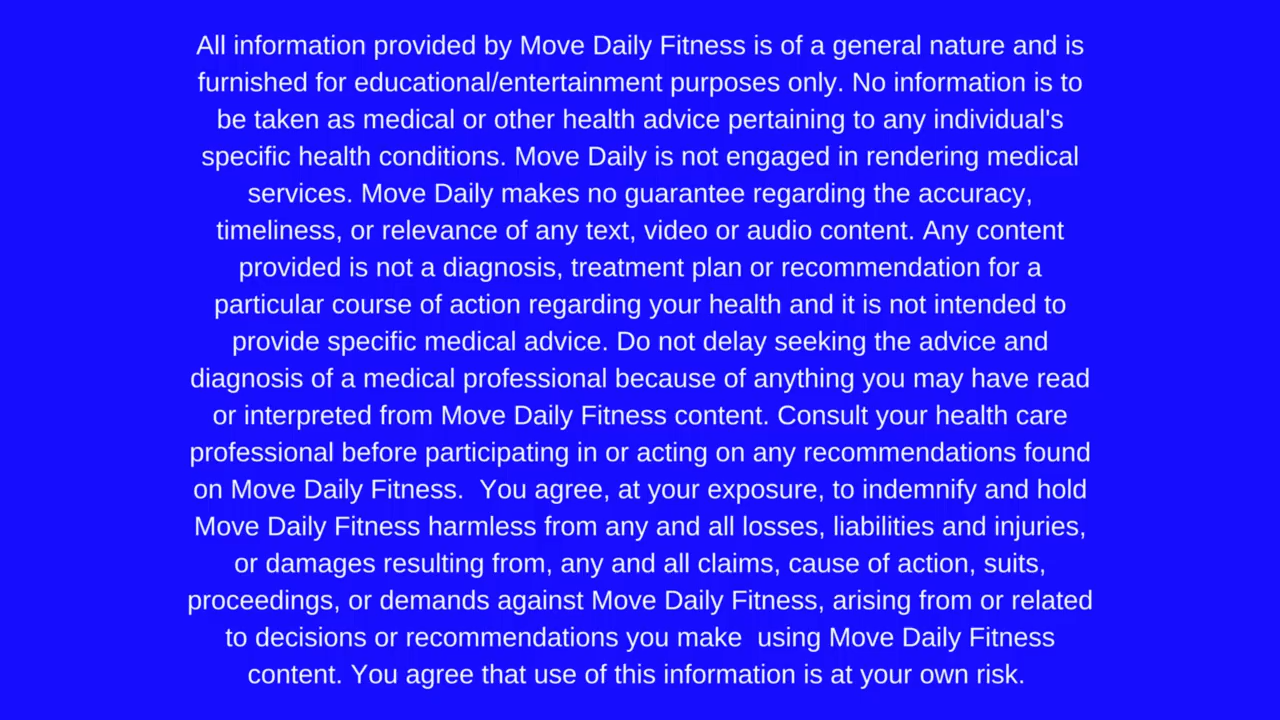 All information provided by Move Daily Fitness is of a general nature and is
furnished for educational/entertainment purposes only. No information is to
be taken as medical or other health advice pertaining to any individual's
specific health conditions. Move Daily is not engaged in rendering medical
services. Move Daily makes no guarantee regarding the accuracy,
timeliness, or relevance of any text, video or audio content. Any content
provided is not a diagnosis, treatment plan or recommendation for a
particular course of action regarding your health and it is not intended to
provide specific medical advice. Do not delay seeking the advice and
diagnosis of a medical professional because of anything you may have read
or interpreted from Move Daily Fitness content. Consult your health care
professional before participating in or acting on any recommendations found
on Move Daily Fitness.  You agree, at your exposure, to indemnify and hold
Move Daily Fitness harmless from any and all losses, liabilities and injuries,
or damages resulting from, any and all claims, cause of action, suits,
proceedings, or demands against Move Daily Fitness, arising from or related
to decisions or recommendations you make  using Move Daily Fitness
content. You agree that use of this information is at your own risk.